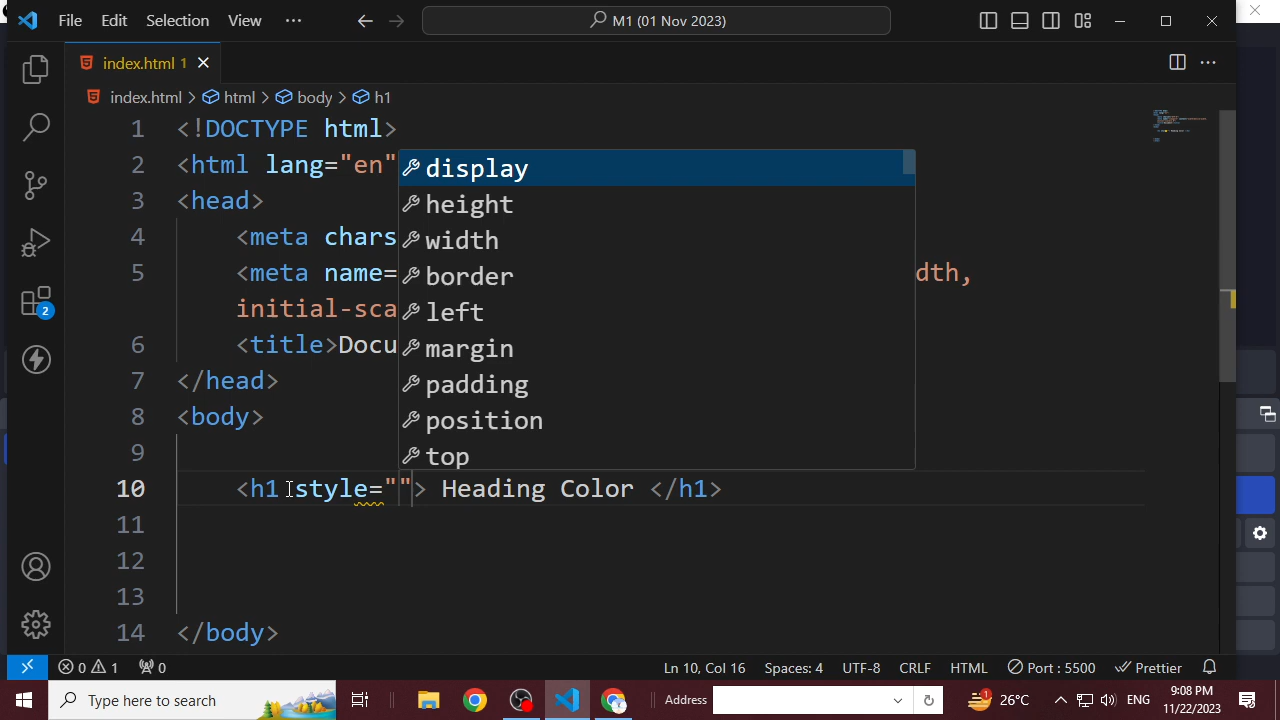 File Edit Selection View ··· M1 (01 Nov 2023)
index.html 1
index.html > html > body > h1
1 <!DOCTYPE html>
2 <html lang="en"
3 <head>
4 <meta chars
5 <meta name= dth,
initial-sca
6 <title>Docu
7 </head>
8 <body>
9
10 <h1 style=""> Heading Color </h1>
11
12
13
14 </body>
display
height
width
border
left
margin
padding
position
top
2
0 1 0 Ln 10, Col 16 Spaces: 4 UTF-8 CRLF HTML Port : 5500 Prettier
Type here to search Address 1 26°C ENG 9:08 PM
11/22/2023